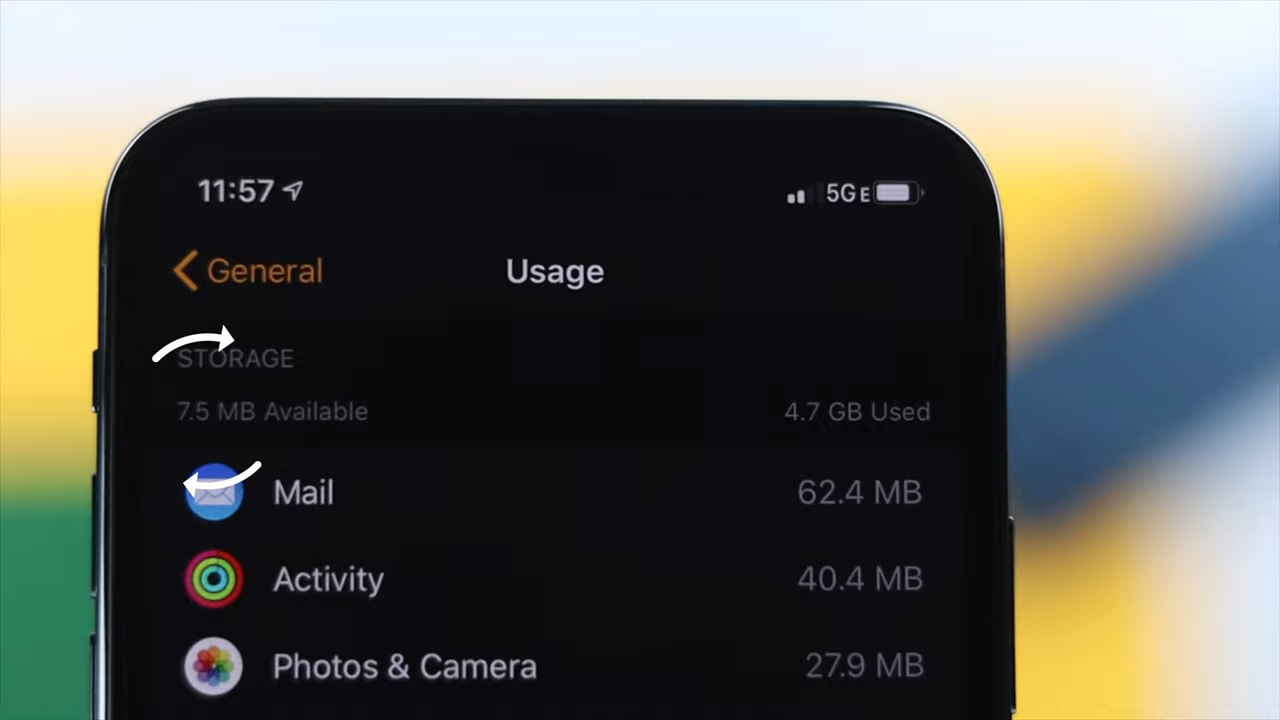 11:57 5GE
General Usage
STORAGE
7.5 MB Available 4.7 GB Used
Mail 62.4 MB
Activity 40.4 MB
Photos & Camera 27.9 MB